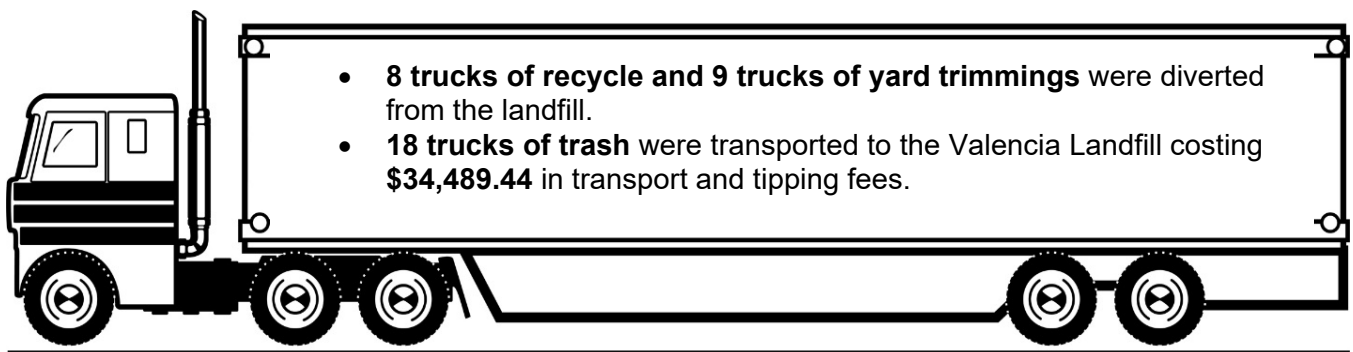 • 8 trucks of recycle and 9 trucks of yard trimmings were diverted
from the landfill.
• 18 trucks of trash were transported to the Valencia Landfill costing
$34,489.44 in transport and tipping fees.